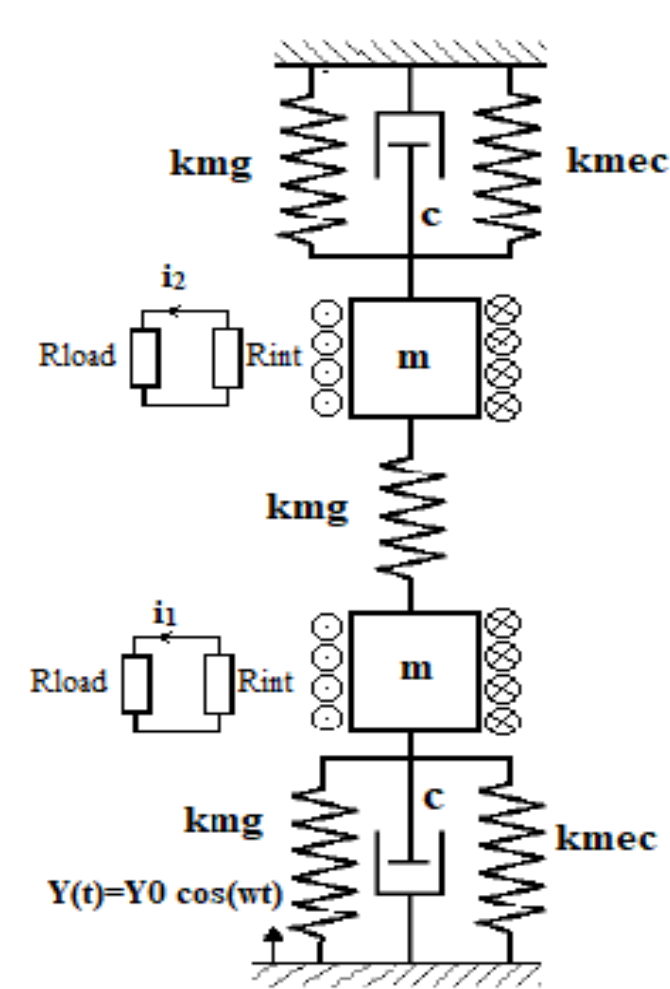 kmg
kmec
c
i2
Rload
Rint
m
kmg
i1
Rload
Rint
m
c
kmg
kmec
Y(t)=Y0 cos(wt)